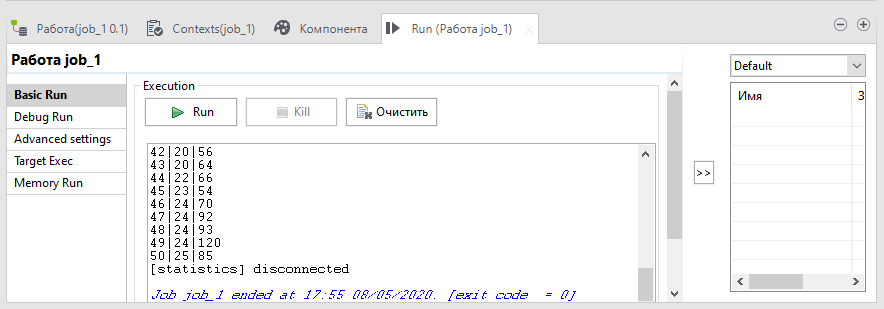 Работа(job_1 0.1) Contexts(job_1) Компонента Run (Работа job_1)
Работа job_1
Basic Run
Debug Run
Advanced settings
Target Exec
Memory Run
Execution
Run Kill Очистить
42|20|56
43|20|64
44|22|66
45|23|54
46|24|70
47|24|92
48|24|93
49|24|120
50|25|85
[statistics] disconnected
Job job_1 ended at 17:55 08/05/2020. [exit code  = 0]
>>
Default
Имя З